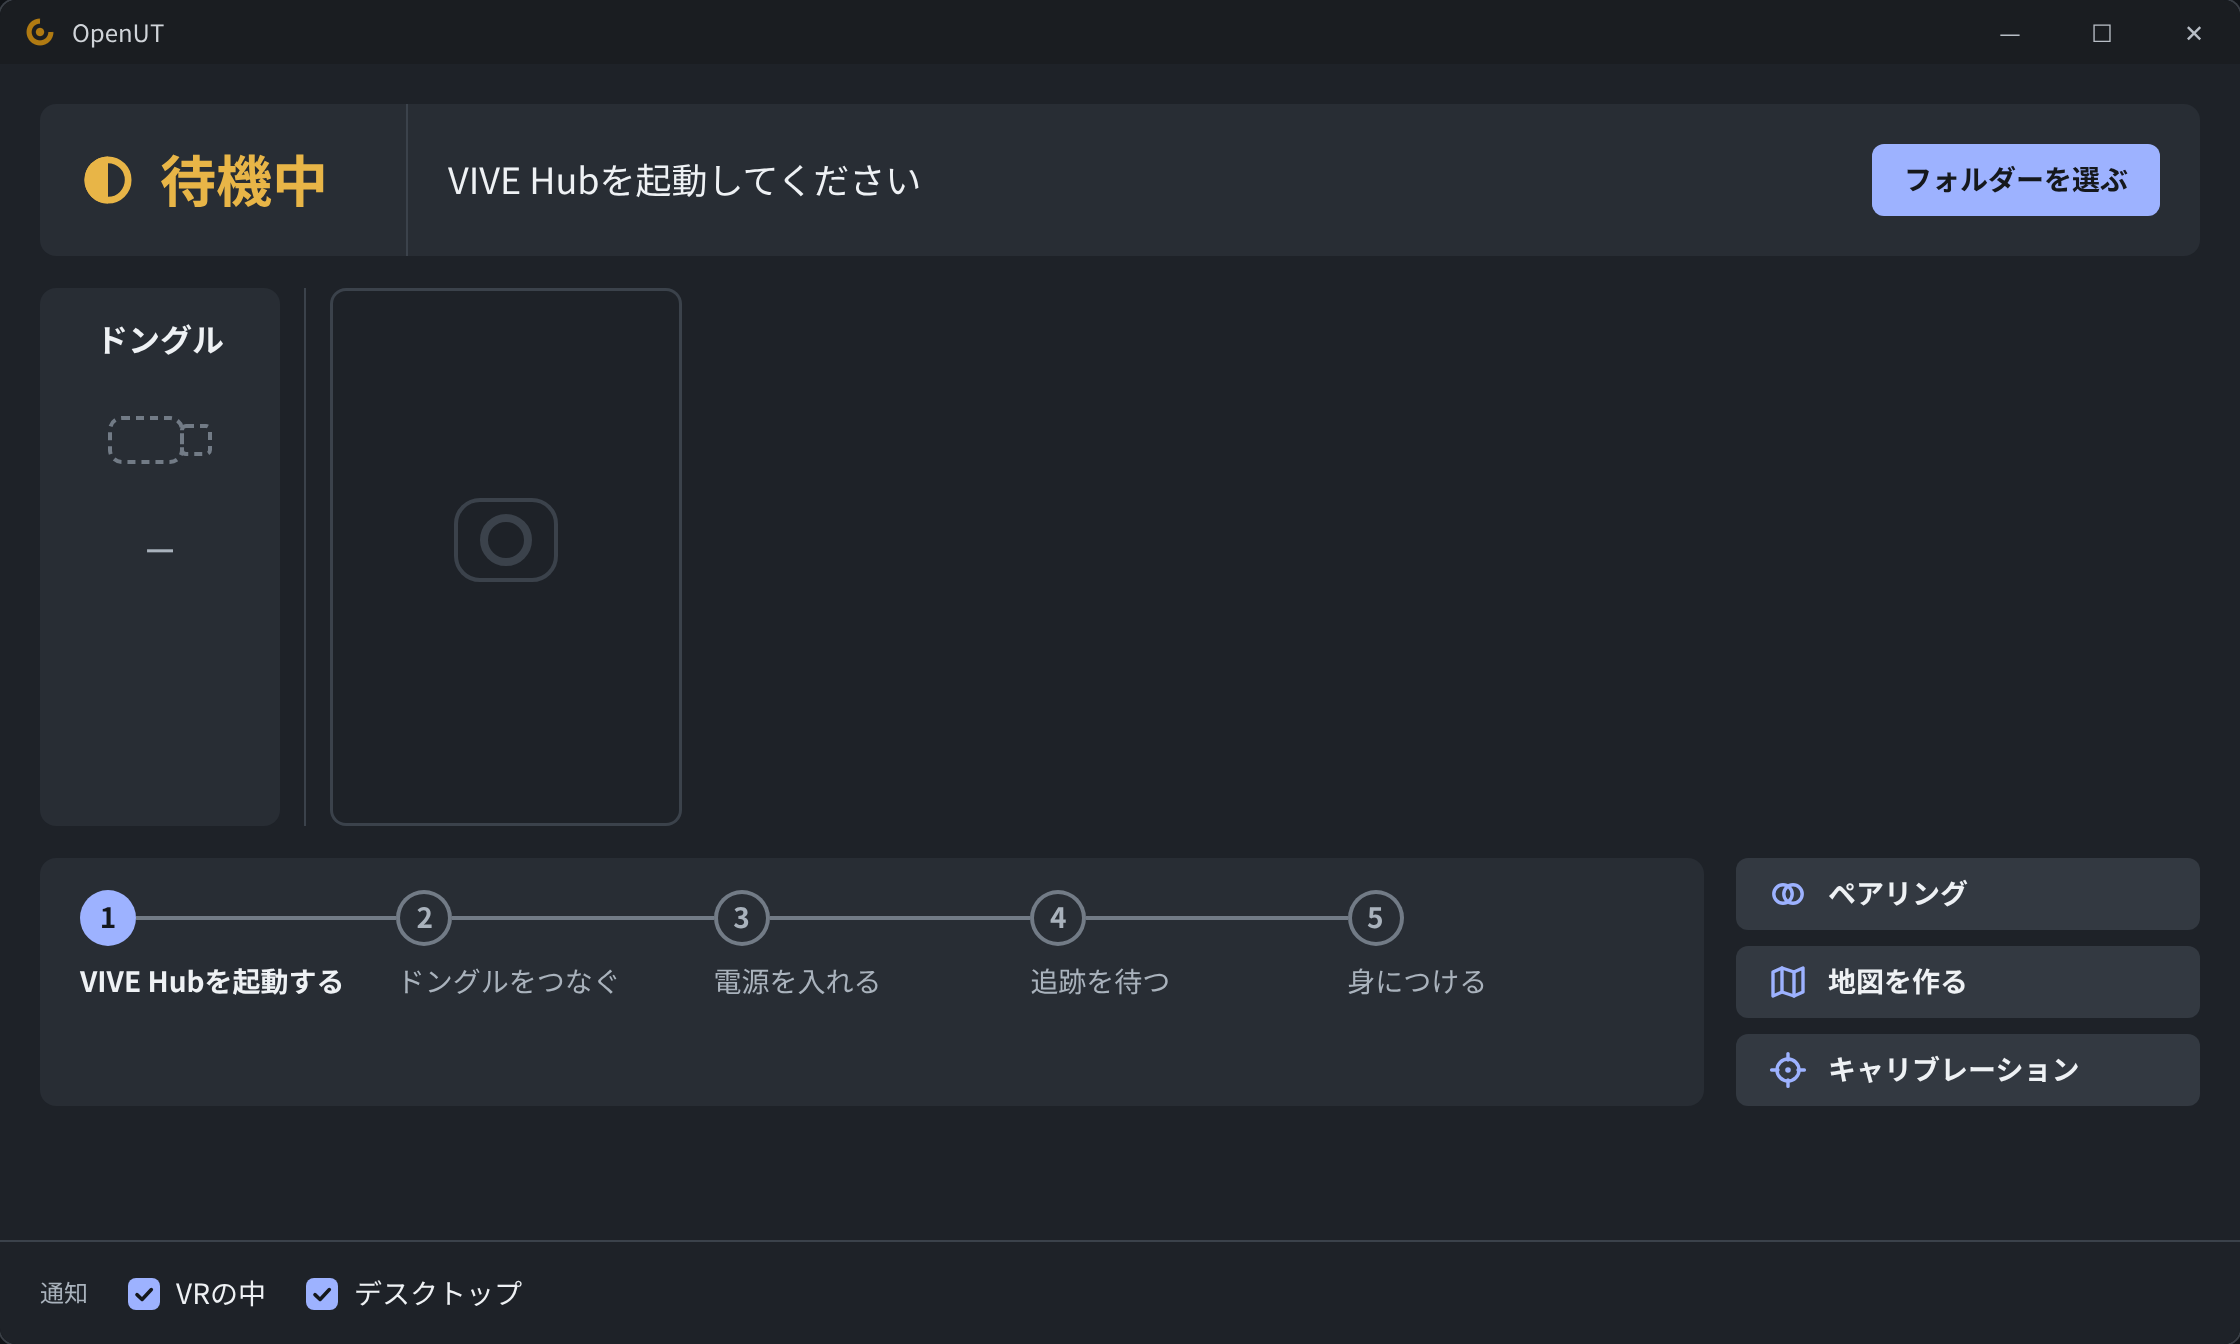 OpenUT
待機中
VIVE Hubを起動してください
フォルダーを選ぶ
ドングル
—
1
2
3
4
5
VIVE Hubを起動する
ドングルをつなぐ
電源を入れる
追跡を待つ
身につける
ペアリング
地図を作る
キャリブレーション
通知
VRの中
デスクトップ